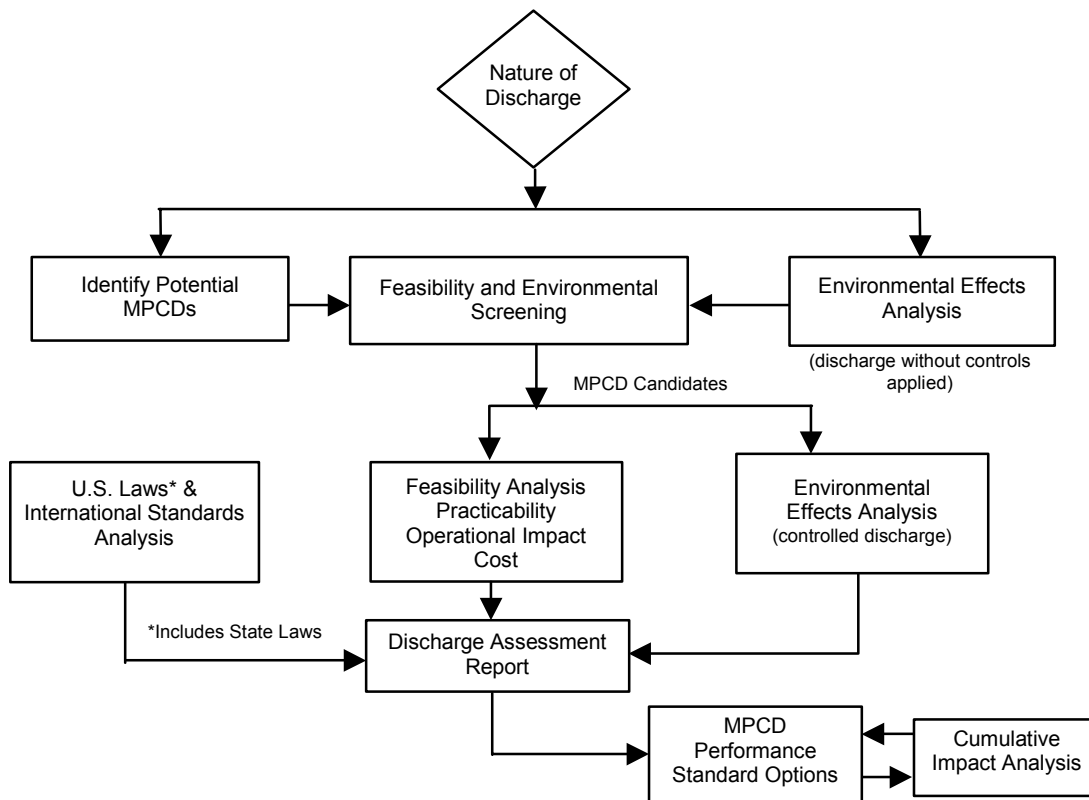 Nature of
Discharge
Identify Potential
MPCDs
Feasibility and Environmental
Screening
Environmental Effects
Analysis
(discharge without controls
applied)
MPCD Candidates
U.S. Laws* &
International Standards
Analysis
Feasibility Analysis
Practicability
Operational Impact
Cost
Environmental
Effects Analysis
(controlled discharge)
*Includes State Laws
Discharge Assessment
Report
MPCD
Performance
Standard Options
Cumulative
Impact Analysis